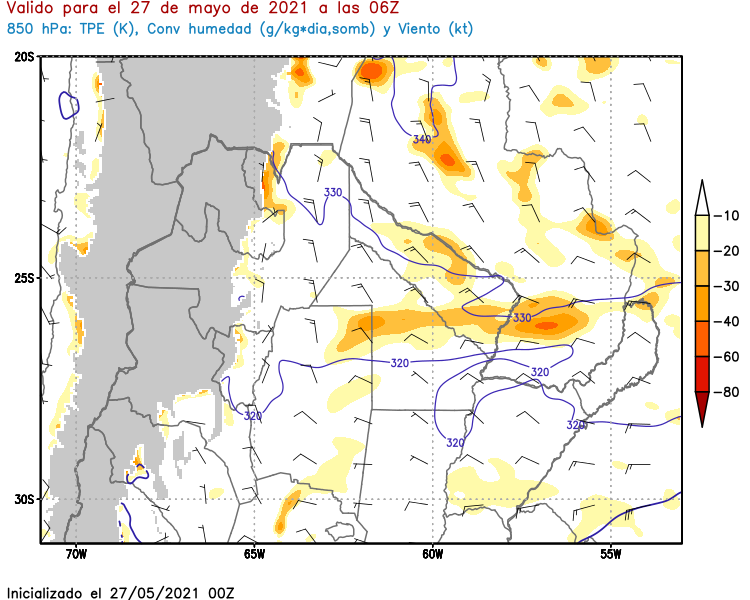 Valido para el 27 de mayo de 2021 a las 06Z
850 hPa: TPE (K), Conv humedad (g/kg*dia,somb) y Viento (kt)
20S
340
330
-10
-20
25S
-30
330
-40
320
-60
320
-80
320
320
320
30S
70W 65W 60W 55W
Inicializado el 27/05/2021 00Z